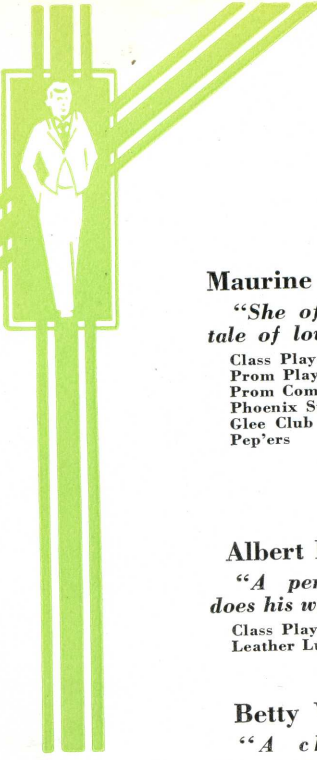 Maurine
“She of
tale of lo
Class Play
Prom Play
Prom Com
Phoenix S
Glee Club
Pep'ers
Albert
“A per
does his w
Class Play
Leather Lu
Betty
“A c